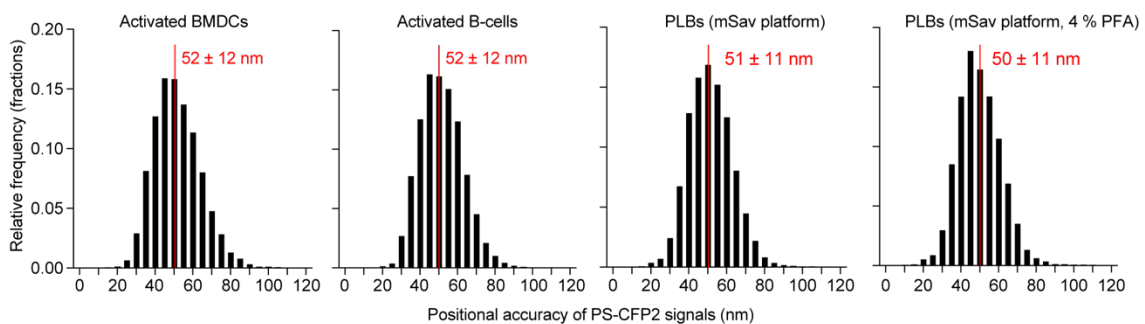 Activated BMDCs
Activated B-cells
PLBs (mSav platform)
PLBs (mSav platform, 4 % PFA)
Relative frequency (fractions)
0.20
0.15
0.10
0.05
0.00
52 ± 12 nm
52 ± 12 nm
51 ± 11 nm
50 ± 11 nm
20 40 60 80 100 120
20 40 60 80 100 120
0 20 40 60 80 100 120
0 20 40 60 80 100 120
Positional accuracy of PS-CFP2 signals (nm)